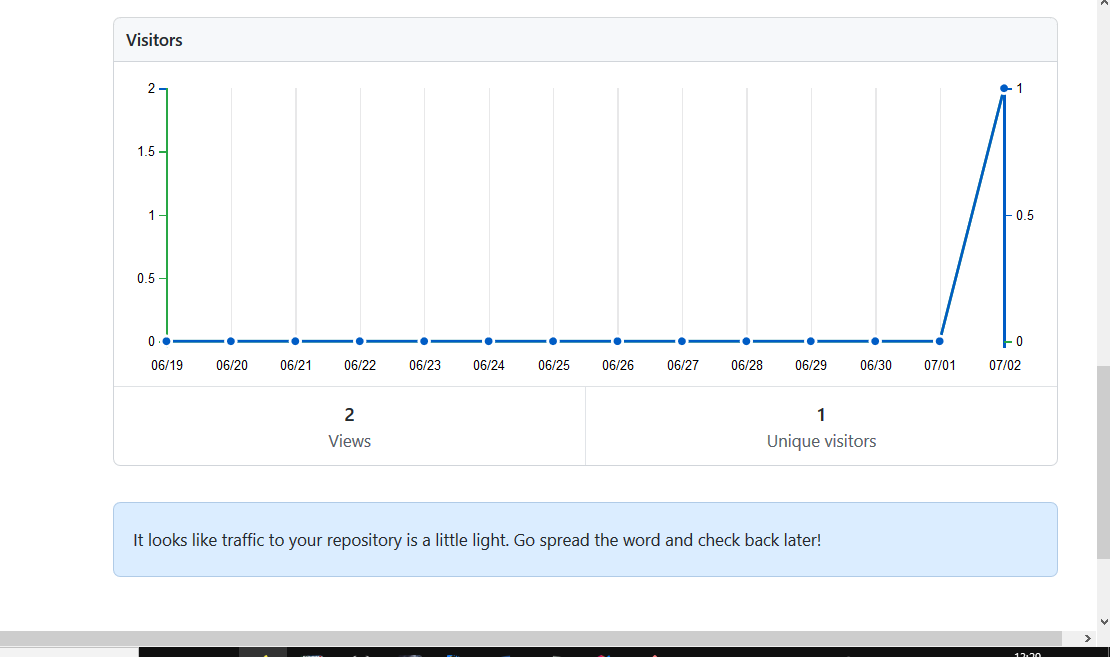 Visitors
2 1
1.5
1 0.5
0.5
0 0
06/19 06/20 06/21 06/22 06/23 06/24 06/25 06/26 06/27 06/28 06/29 06/30 07/01 07/02
2 1
Views Unique visitors
It looks like traffic to your repository is a little light. Go spread the word and check back later!